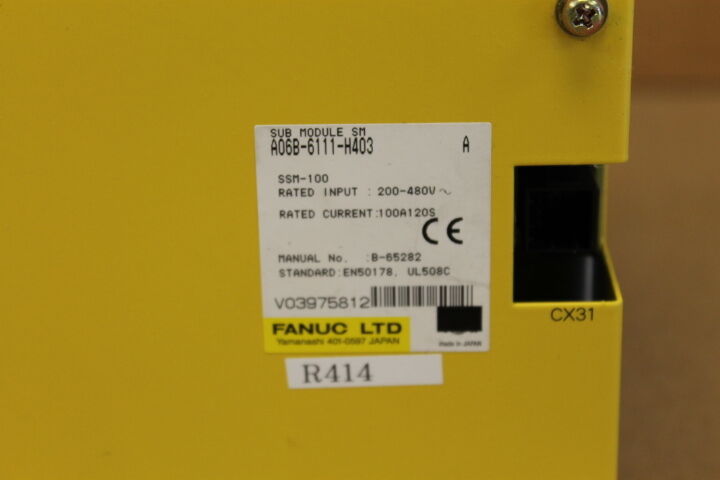 SUB MODULE SM
A06B-6111-H403 A
SSM-100
RATED INPUT : 200-480V~
RATED CURRENT:100A120S
CE
MANUAL No. :B-65282
STANDARD:EN50178, UL508C
V03975812
FANUC LTD
Yamanashi 401-0597 JAPAN
Made in JAPAN
R414
CX31